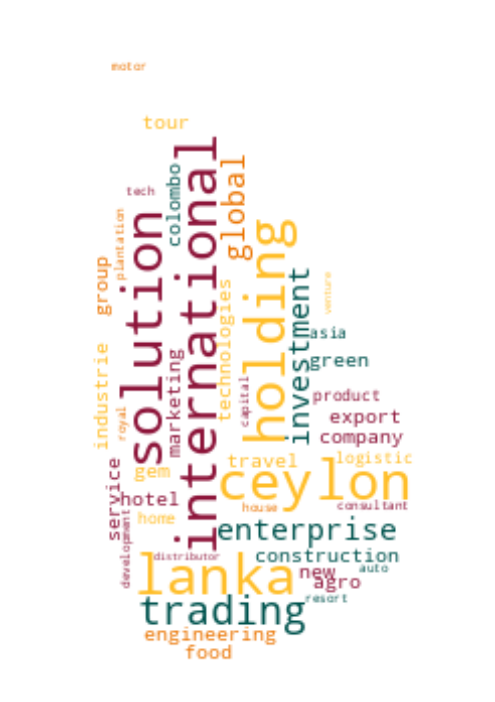 motor
tour
international
global
colombo
tech
solution
plantation
holding
group
investment
venture
technologies
asia
industrie
marketing
green
capital
product
royal
export
company
service
gem
travel
logistic
ceylon
hotel
house
consultant
development
home
enterprise
distributor
construction
lanka
new
auto
agro
trading
resort
engineering
food